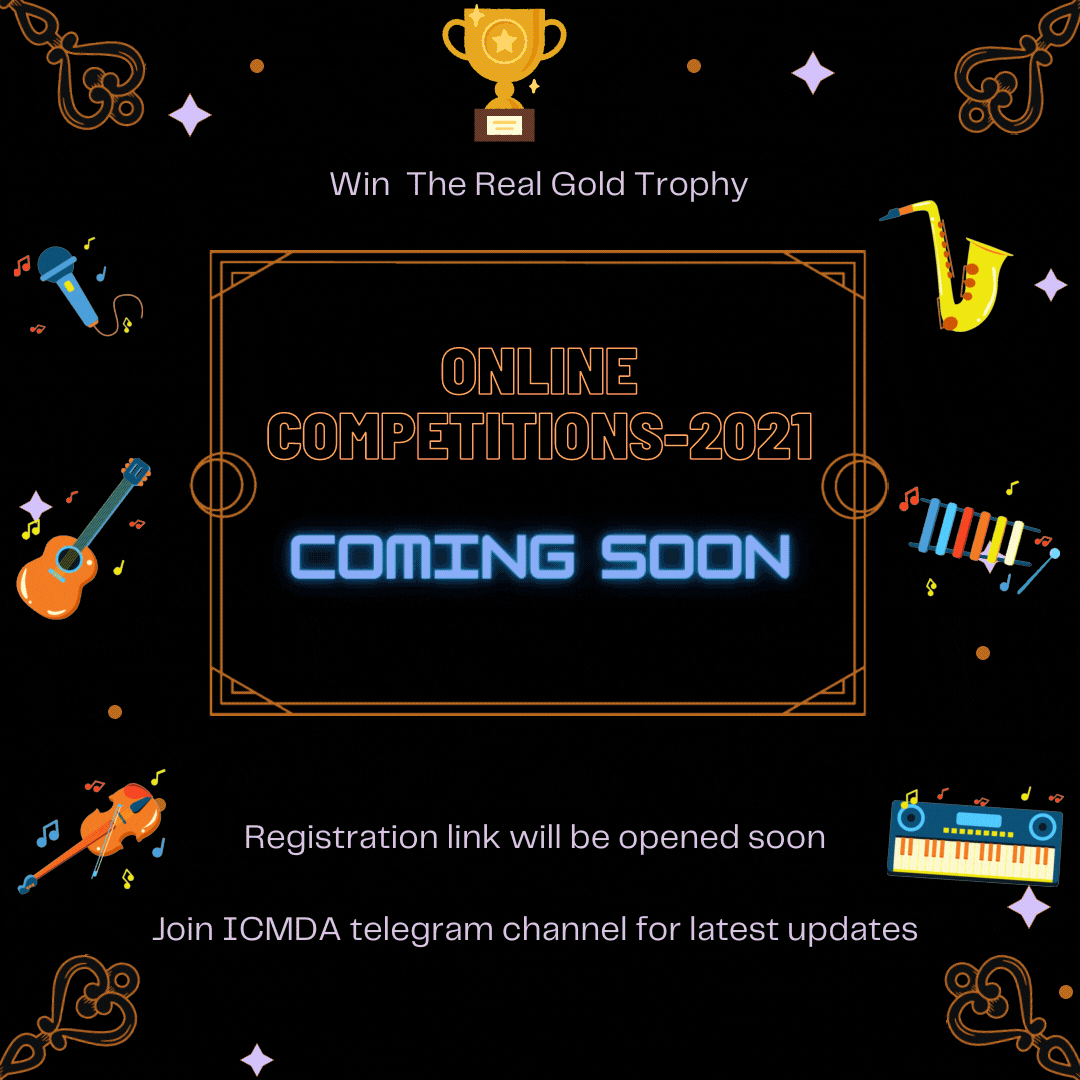 Win The Real Gold Trophy
ONLINE
COMPETITIONS-2021
COMING SOON
Registration link will be opened soon
Join ICMDA telegram channel for latest updates